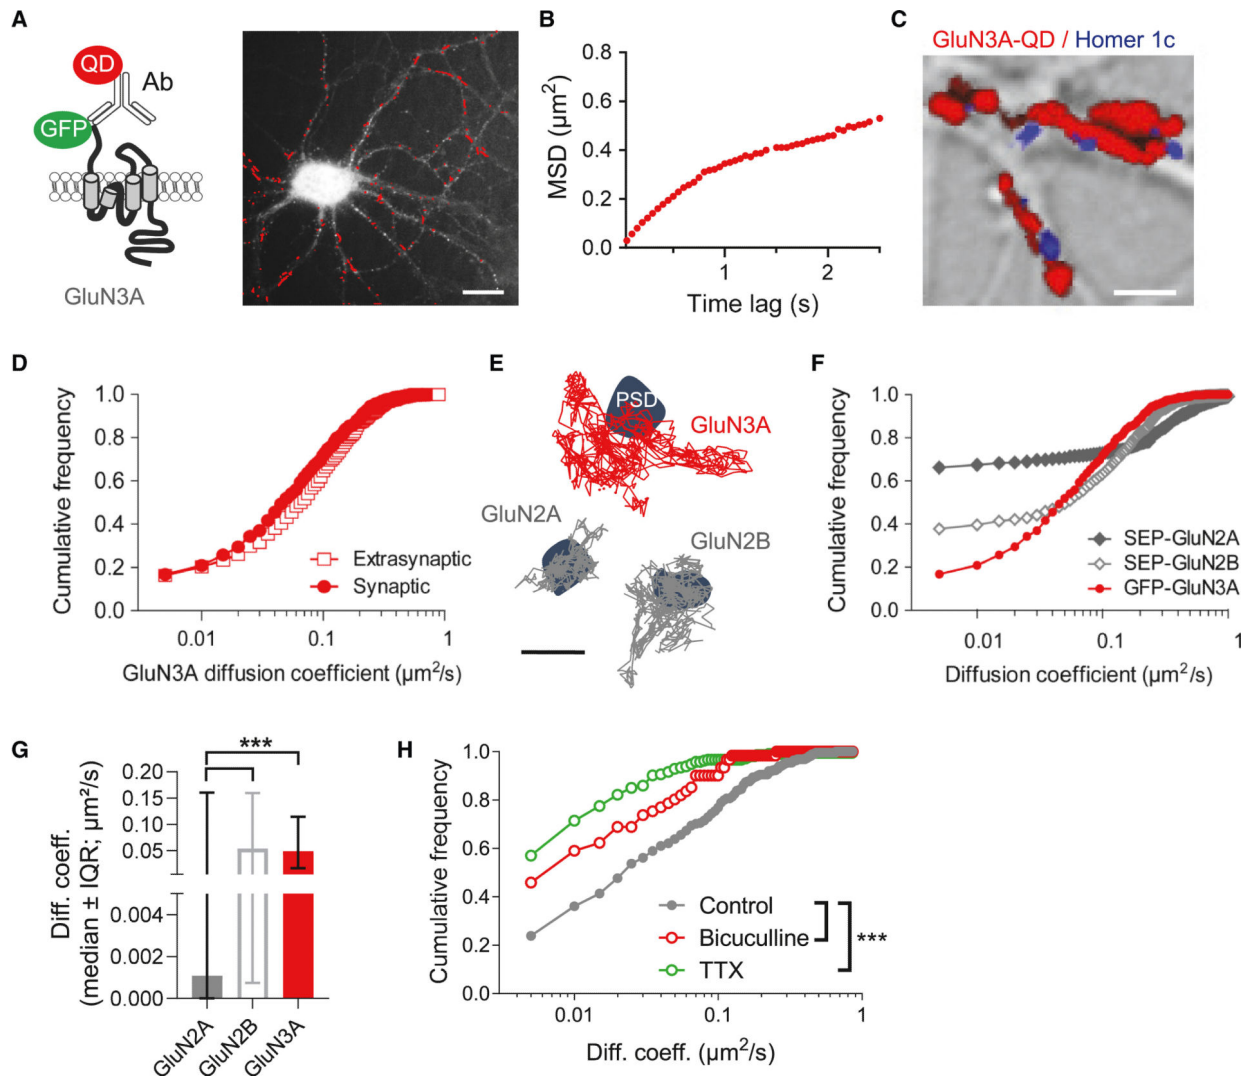 A
QD
Ab
GFP
GluN3A
B
MSD (µm²)
0.8
0.6
0.4
0.2
0.0
1
2
Time lag (s)
C
GluN3A-QD / Homer 1c
D
Cumulative frequency
1.0
0.8
0.6
0.4
0.2
0.0
Extrasynaptic
Synaptic
0.01
0.1
1
GluN3A diffusion coefficient (µm²/s)
E
PSD
GluN3A
GluN2A
GluN2B
F
Cumulative frequency
1.0
0.8
0.6
0.4
0.2
0.0
SEP-GluN2A
SEP-GluN2B
GFP-GluN3A
0.01
0.1
1
Diffusion coefficient (µm²/s)
G
***
Diff. coeff.
(median ± IQR; µm²/s)
0.20
0.15
0.10
0.05
0.004
0.002
0.000
GluN2A
GluN2B
GluN3A
H
Cumulative frequency
1.0
0.8
0.6
0.4
0.2
0.0
Control
Bicuculline
TTX
***
0.01
0.1
1
Diff. coeff. (µm²/s)